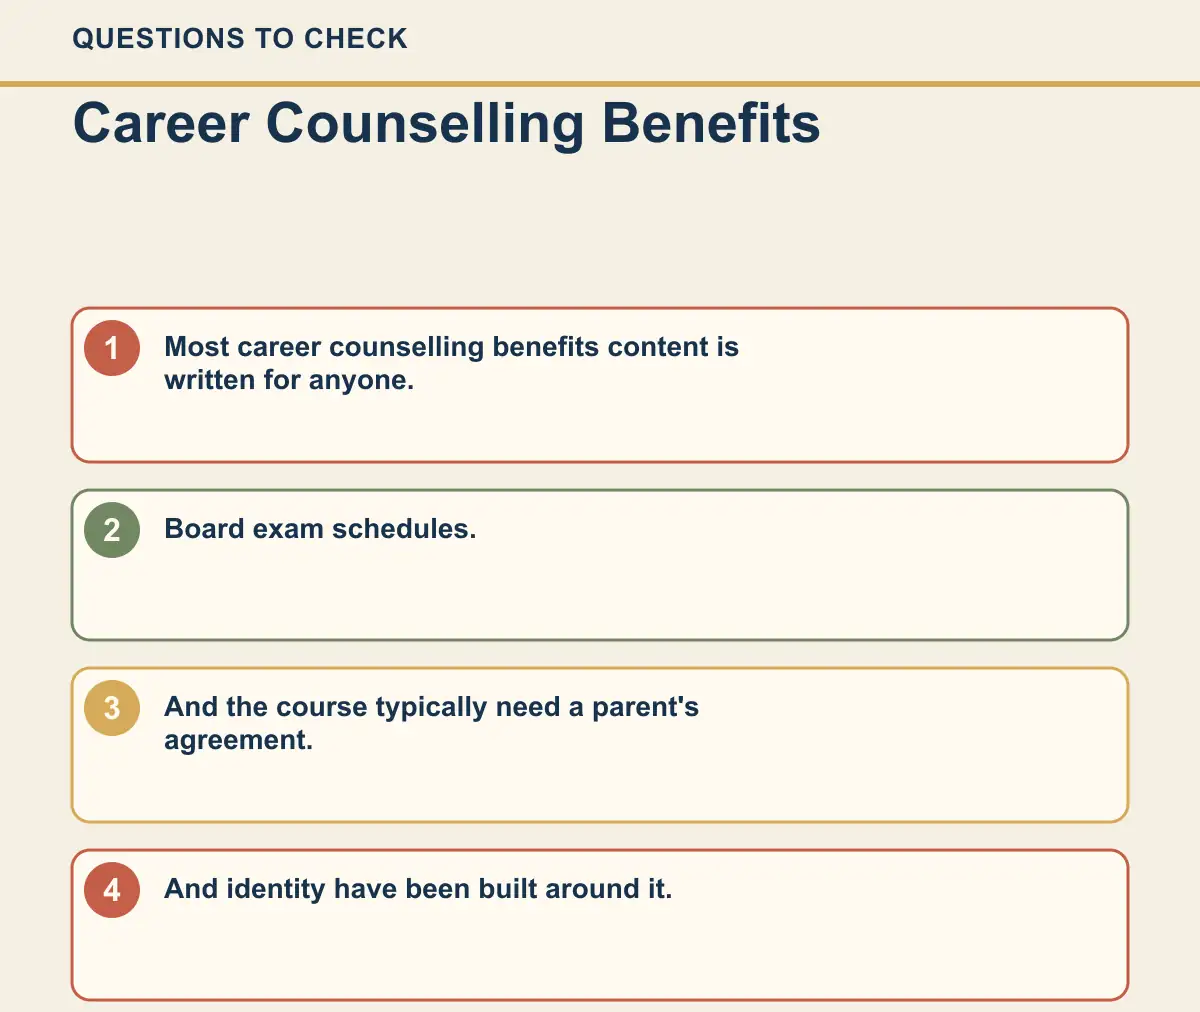 QUESTIONS TO CHECK
Career Counselling Benefits
1
Most career counselling benefits content is
written for anyone.
2
Board exam schedules.
3
And the course typically need a parent's
agreement.
4
And identity have been built around it.